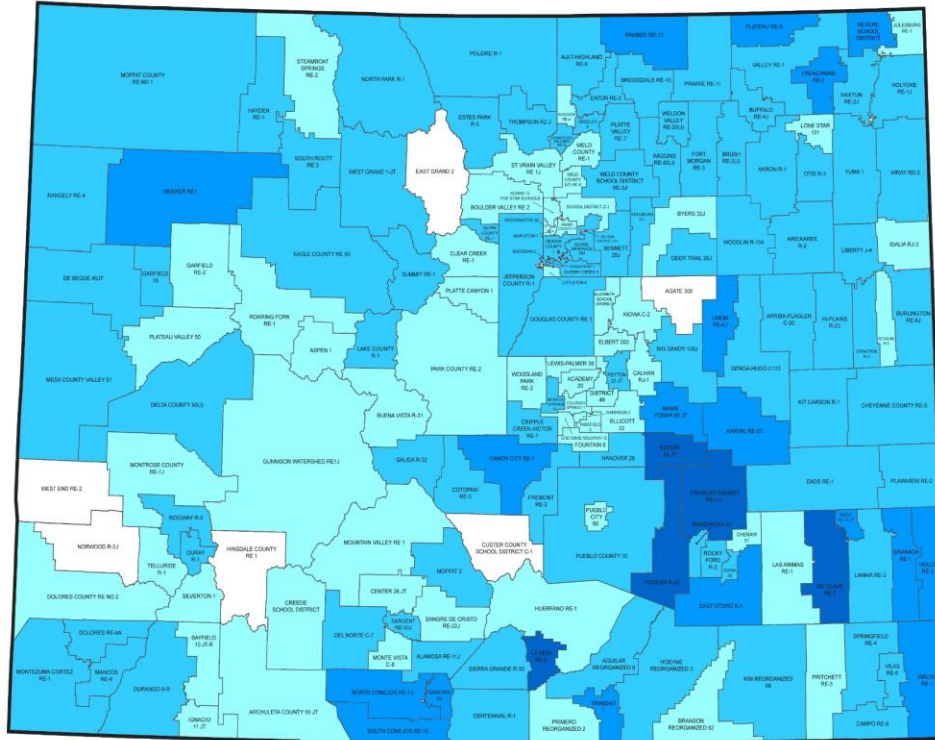 MOFFAT COUNTY
RE NO 1
STEAMBOAT
SPRINGS
RE-2
HAYDEN
RE-1
NORTH PARK R-1
POUDRE R-1
AULT-HIGHLAND
RE-9
PAWNEE RE-12
PLATEAU RE-5
REVERE SCHOOL
DISTRICT
JULESBURG
RE-1
BRIGGSDALE RE-10
PRAIRIE RE-11
VALLEY RE-1
FRENCHMAN
RE-3
HAXTUN
RE-2J
HOLYOKE
RE-1J
ESTES PARK
R-3
THOMPSON R2-J
EATON RE-2
PLATTE
VALLEY
RE-7
WELDON
VALLEY
RE-20(J)
BUFFALO
RE-4J
LONE STAR
101
SOUTH ROUTT
RE 3
WEST GRAND 1-JT
EAST GRAND 2
ST VRAIN VALLEY
RE 1J
WELD
COUNTY
RE-1
WELD COUNTY
SCHOOL DISTRICT
RE-3J
WIGGINS
RE-50(J)
FORT
MORGAN
RE-3
BRUSH
RE-2(J)
AKRON R-1
OTIS R-3
YUMA 1
WRAY RD-2
RANGELY RE-4
MEEKER RE1
BOULDER VALLEY RE 2
ADAMS 12
FIVE STAR SCHOOLS
SCHOOL DISTRICT 27-J
BYERS 32J
BENNETT
29J
DEER TRAIL 26J
WOODLIN R-104
ARICKAREE
R-2
LIBERTY J-4
IDALIA RJ-3
DE BEQUE 49JT
GARFIELD
16
GARFIELD
RE-2
EAGLE COUNTY RE 50
SUMMIT RE-1
CLEAR CREEK
RE-1
PLATTE CANYON 1
JEFFERSON
COUNTY R-1
LITTLETON 6
DOUGLAS COUNTY RE 1
KIOWA C-2
AGATE 300
ELBERT 200
BIG SANDY 100J
ARRIBA-FLAGLER
C-20
HI-PLAINS
R-23
BURLINGTON
RE-6J
ROARING FORK
RE-1
PLATEAU VALLEY 50
ASPEN 1
LAKE COUNTY
R-1
PARK COUNTY RE-2
WOODLAND
PARK
RE-2
LEWIS-PALMER 38
ACADEMY
20
DISTRICT
49
PEYTON
23 JT
CALHAN
RJ-1
GENOA-HUGO C113
MESA COUNTY VALLEY 51
DELTA COUNTY 50(J)
BUENA VISTA R-31
CRIPPLE
CREEK-VICTOR
RE-1
ELLICOTT
22
CHEYENNE MOUNTAIN 12
FOUNTAIN 8
MIAMI
YODER 60 JT
KARVAL RE-23
KIT CARSON R-1
CHEYENNE COUNTY RE-5
GUNNISON WATERSHED RE1J
MONTROSE COUNTY
RE-1J
SALIDA R-32
COTOPAXI
RE-3
CANON CITY RE-1
FREMONT
RE-2
HANOVER 28
EDISON
54 JT
CROWLEY COUNTY
RE-1-J
EADS RE-1
PLAINVIEW RE-2
WEST END RE-2
NORWOOD R-2J
RIDGWAY R-2
OURAY
R-1
TELLURIDE
R-1
HINSDALE COUNTY
RE 1
MOUNTAIN VALLEY RE 1
CUSTER COUNTY
SCHOOL DISTRICT C-1
PUEBLO
CITY
60
PUEBLO COUNTY 70
FOWLER R-4J
MANZANOLA 3J
ROCKY
FORD
R-2
CHERAW
31
EAST OTERO R-1
LAS ANIMAS
RE-1
MC CLAVE
RE-2
LAMAR RE-2
GRANADA
RE-1
DOLORES COUNTY RE NO.2
SILVERTON 1
CREEDE
SCHOOL DISTRICT
MOFFAT 2
CENTER 26 JT
SARGENT
RE-33J
SANGRE DE CRISTO
RE-22J
DEL NORTE C-7
MONTE VISTA
C-8
ALAMOSA RE-11J
HUERFANO RE-1
LA VETA
RE-2
DOLORES RE-4A
MONTEZUMA-CORTEZ
RE-1
MANCOS
RE-6
DURANGO 9-R
BAYFIELD
10 JT-R
IGNACIO
11 JT
ARCHULETA COUNTY 50 JT
NORTH CONEJOS RE-1J
SOUTH CONEJOS RE-10
SIERRA GRANDE R-30
CENTENNIAL R-1
AGUILAR
REORGANIZED 6
HOEHNE
REORGANIZED 3
PRIMERO
REORGANIZED 2
TRINIDAD
BRANSON
REORGANIZED 82
KIM REORGANIZED
88
PRITCHETT
RE-3
SPRINGFIELD
RE-4
VILAS
RE-5
CAMPO RE-6
WALSH
RE-1